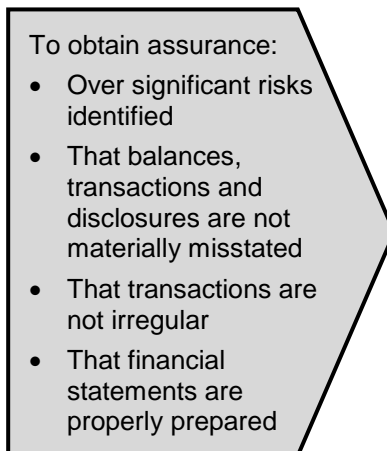 To obtain assurance:
• Over significant risks
identified
• That balances,
transactions and
disclosures are not
materially misstated
• That transactions are
not irregular
• That financial
statements are
properly prepared